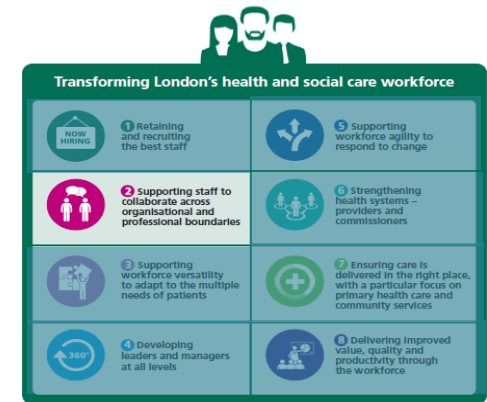 Transforming London's health and social care workforce
NOW
HIRING
1 Retaining
and recruiting
the best staff
2 Supporting staff to
collaborate across
organisational and
professional boundaries
3 Supporting
workforce versatility
to adapt to the multiple
needs of patients
360°
4 Developing
leaders and managers
at all levels
5 Supporting
workforce agility to
respond to change
6 Strengthening
health systems –
providers and
commissioners
7 Ensuring care is
delivered in the right place,
with a particular focus on
primary health care and
community services
8 Delivering improved
value, quality and
productivity through
the workforce